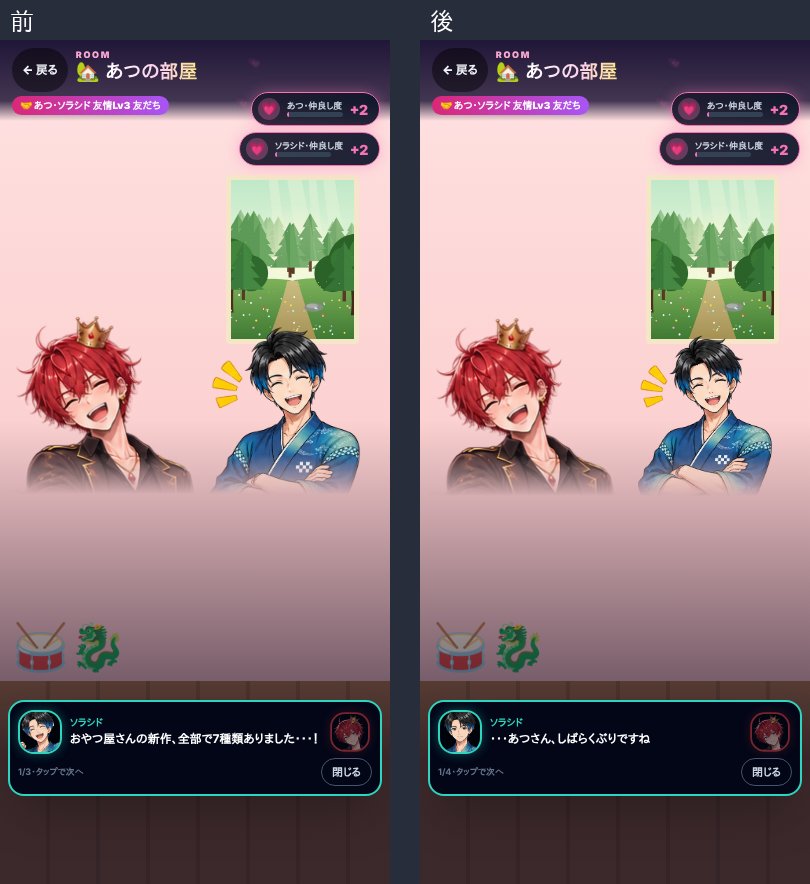 前
ROOM
← 戻る
🏡 あつの部屋
🤝 あつ・ソラシド 友情Lv3 友だち
あつ・仲良し度
+2
ソラシド・仲良し度
+2
ソラシド
おやつ屋さんの新作、全部で7種類ありました・・・！
1/3・タップで次へ
閉じる
後
ROOM
← 戻る
🏡 あつの部屋
🤝 あつ・ソラシド 友情Lv3 友だち
あつ・仲良し度
+2
ソラシド・仲良し度
+2
ソラシド
・・・あつさん、しばらくぶりですね
1/4・タップで次へ
閉じる